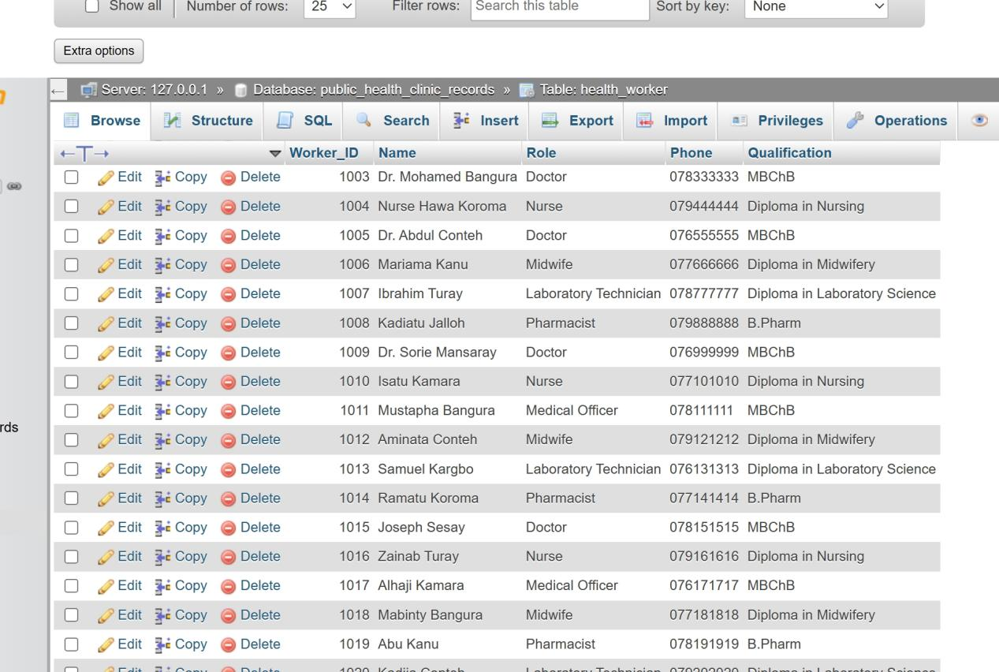 Show all Number of rows: 25 Filter rows: Search this table Sort by key: None
Extra options
Server: 127.0.0.1 » Database: public_health_clinic_records » Table: health_worker
Browse Structure SQL Search Insert Export Import Privileges Operations
Worker_ID Name Role Phone Qualification
Edit Copy Delete 1003 Dr. Mohamed Bangura Doctor 078333333 MBChB
Edit Copy Delete 1004 Nurse Hawa Koroma Nurse 079444444 Diploma in Nursing
Edit Copy Delete 1005 Dr. Abdul Conteh Doctor 076555555 MBChB
Edit Copy Delete 1006 Mariama Kanu Midwife 077666666 Diploma in Midwifery
Edit Copy Delete 1007 Ibrahim Turay Laboratory Technician 078777777 Diploma in Laboratory Science
Edit Copy Delete 1008 Kadiatu Jalloh Pharmacist 079888888 B.Pharm
Edit Copy Delete 1009 Dr. Sorie Mansaray Doctor 076999999 MBChB
Edit Copy Delete 1010 Isatu Kamara Nurse 077101010 Diploma in Nursing
Edit Copy Delete 1011 Mustapha Bangura Medical Officer 078111111 MBChB
rds
Edit Copy Delete 1012 Aminata Conteh Midwife 079121212 Diploma in Midwifery
Edit Copy Delete 1013 Samuel Kargbo Laboratory Technician 076131313 Diploma in Laboratory Science
Edit Copy Delete 1014 Ramatu Koroma Pharmacist 077141414 B.Pharm
Edit Copy Delete 1015 Joseph Sesay Doctor 078151515 MBChB
Edit Copy Delete 1016 Zainab Turay Nurse 079161616 Diploma in Nursing
Edit Copy Delete 1017 Alhaji Kamara Medical Officer 076171717 MBChB
Edit Copy Delete 1018 Mabinty Bangura Midwife 077181818 Diploma in Midwifery
Edit Copy Delete 1019 Abu Kanu Pharmacist 078191919 B.Pharm
Edit Copy Delete 1020 Laboratory Technician Diploma in Laboratory Science